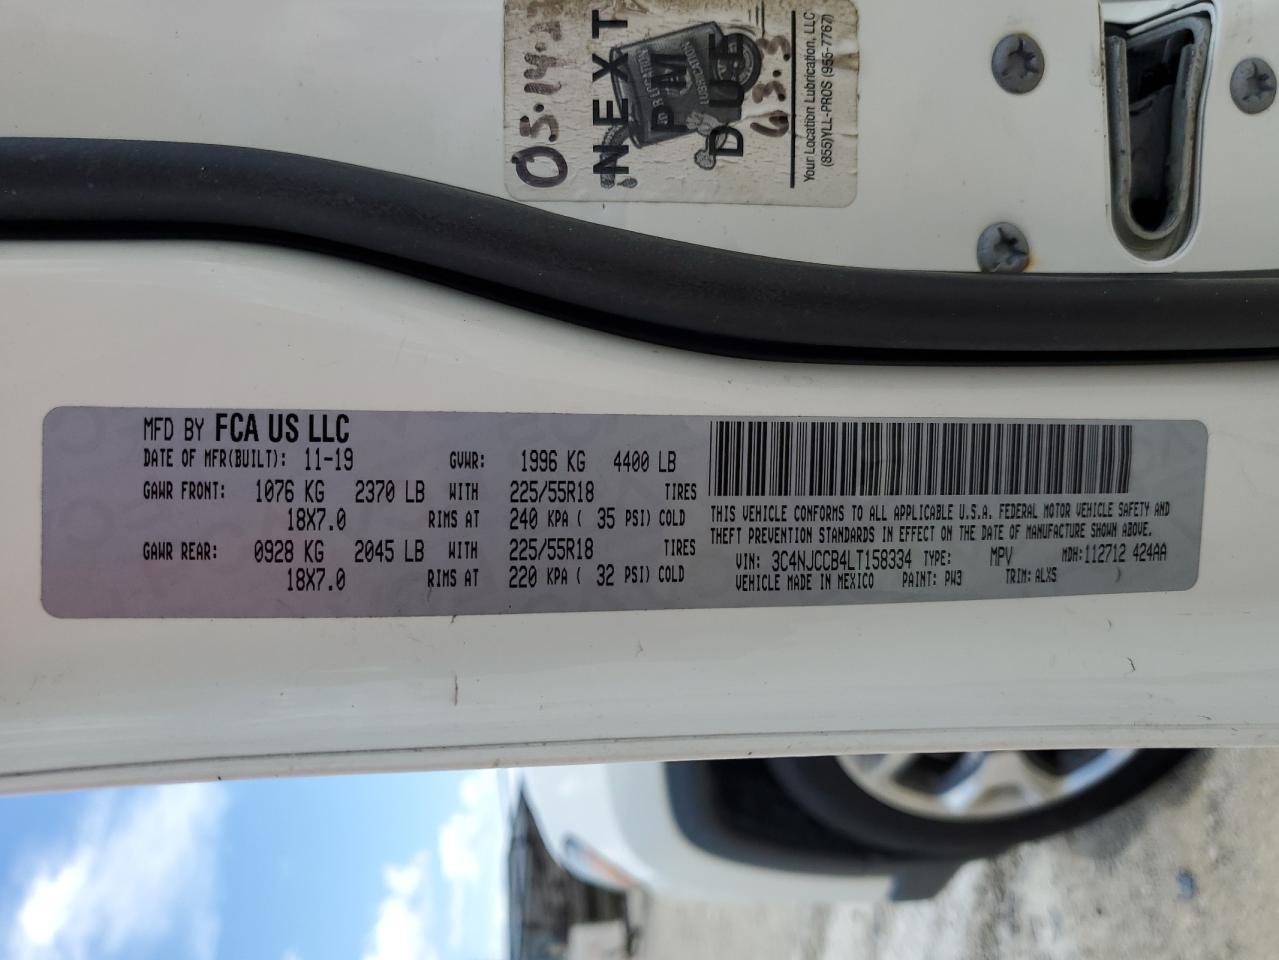 05·14·
NEXT
PM
DUE
LUBRICATION
Your Location Lubrication, LLC
(855)YLL-PROS (955-7767)
MFD BY FCA US LLC
DATE OF MFR(BUILT): 11-19 GVWR: 1996 KG 4400 LB
GAWR FRONT: 1076 KG 2370 LB WITH 225/55R18 TIRES
18X7.0 RIMS AT 240 KPA ( 35 PSI) COLD
GAWR REAR: 0928 KG 2045 LB WITH 225/55R18 TIRES
18X7.0 RIMS AT 220 KPA ( 32 PSI) COLD
THIS VEHICLE CONFORMS TO ALL APPLICABLE U.S.A. FEDERAL MOTOR VEHICLE SAFETY AND
THEFT PREVENTION STANDARDS IN EFFECT ON THE DATE OF MANUFACTURE SHOWN ABOVE.
VIN: 3C4NJCCB4LT158334 TYPE: MPV MDH: 112712 424AA
VEHICLE MADE IN MEXICO PAINT: PW3 TRIM: ALXS